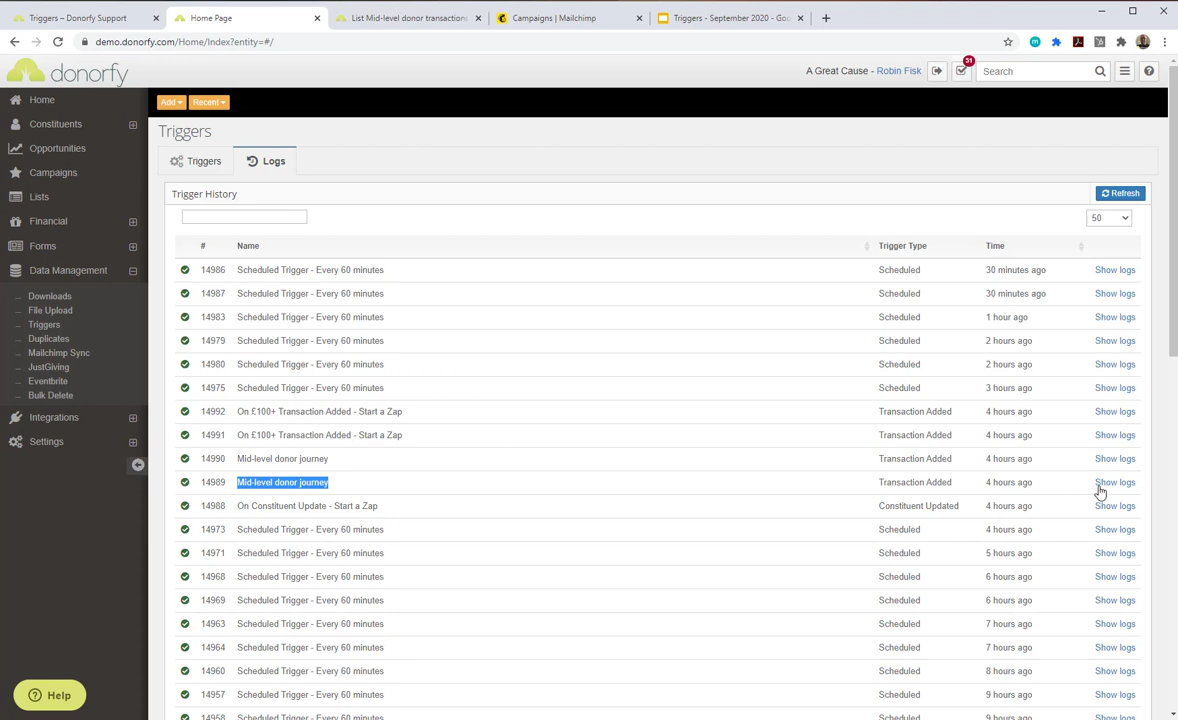 Triggers – Donorfy Support
Home Page
List Mid-level donor transactions
Campaigns | Mailchimp
Triggers - September 2020 - Goo
demo.donorfy.com/Home/Index?entity=#/
donorfy
A Great Cause - Robin Fisk
51
Search
Home
Constituents
Opportunities
Campaigns
Lists
Financial
Forms
Data Management
Downloads
File Upload
Triggers
Duplicates
Mailchimp Sync
JustGiving
Eventbrite
Bulk Delete
Integrations
Settings
Help
Add
Recent
Triggers
Triggers
Logs
Trigger History
Refresh
50
# Name Trigger Type Time
14986 Scheduled Trigger - Every 60 minutes Scheduled 30 minutes ago Show logs
14987 Scheduled Trigger - Every 60 minutes Scheduled 30 minutes ago Show logs
14983 Scheduled Trigger - Every 60 minutes Scheduled 1 hour ago Show logs
14979 Scheduled Trigger - Every 60 minutes Scheduled 2 hours ago Show logs
14980 Scheduled Trigger - Every 60 minutes Scheduled 2 hours ago Show logs
14975 Scheduled Trigger - Every 60 minutes Scheduled 3 hours ago Show logs
14992 On £100+ Transaction Added - Start a Zap Transaction Added 4 hours ago Show logs
14991 On £100+ Transaction Added - Start a Zap Transaction Added 4 hours ago Show logs
14990 Mid-level donor journey Transaction Added 4 hours ago Show logs
14989 Mid-level donor journey Transaction Added 4 hours ago Show logs
14988 On Constituent Update - Start a Zap Constituent Updated 4 hours ago Show logs
14973 Scheduled Trigger - Every 60 minutes Scheduled 4 hours ago Show logs
14971 Scheduled Trigger - Every 60 minutes Scheduled 5 hours ago Show logs
14968 Scheduled Trigger - Every 60 minutes Scheduled 6 hours ago Show logs
14969 Scheduled Trigger - Every 60 minutes Scheduled 6 hours ago Show logs
14963 Scheduled Trigger - Every 60 minutes Scheduled 7 hours ago Show logs
14964 Scheduled Trigger - Every 60 minutes Scheduled 7 hours ago Show logs
14960 Scheduled Trigger - Every 60 minutes Scheduled 8 hours ago Show logs
14957 Scheduled Trigger - Every 60 minutes Scheduled 9 hours ago Show logs
14958 Scheduled Trigger - Every 60 minutes Scheduled 9 hours ago Show logs